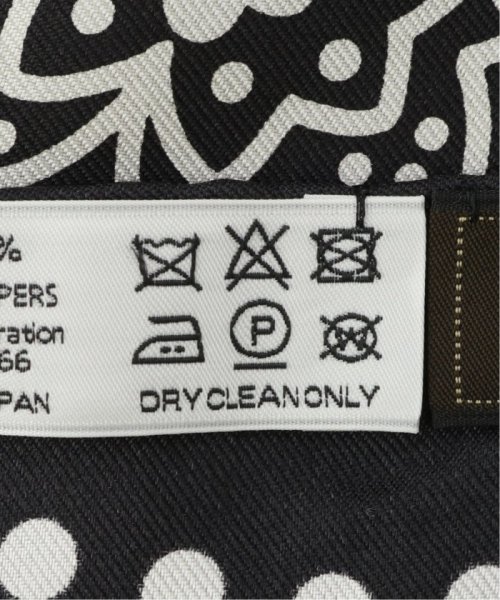 %
PERS
ration
66
PAN
P
W
DRY CLEAN ONLY